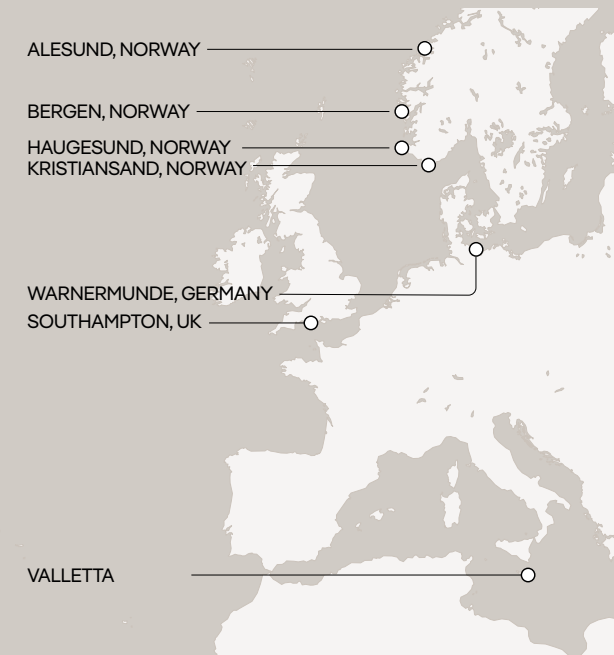 ALESUND, NORWAY
BERGEN, NORWAY
HAUGESUND, NORWAY
KRISTIANSAND, NORWAY
WARNERMUNDE, GERMANY
SOUTHAMPTON, UK
VALLETTA